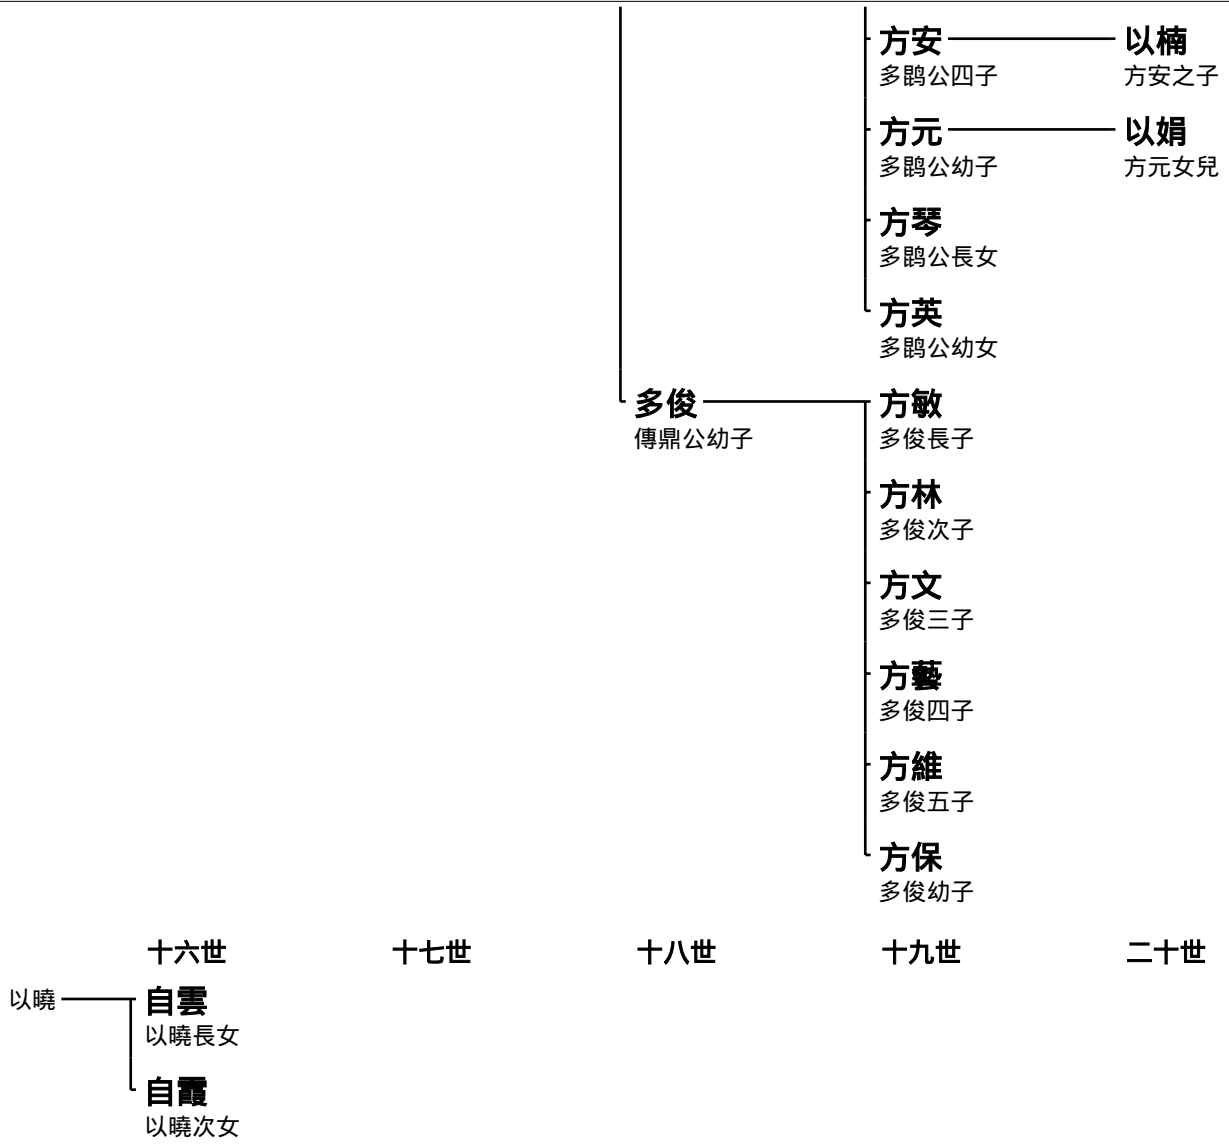 方安 以楠
多鹍公四子 方安之子
方元 以娟
多鹍公幼子 方元女兒
方琴
多鹍公長女
方英
多鹍公幼女
多俊 方敏
傳鼎公幼子 多俊長子
方林
多俊次子
方文
多俊三子
方藝
多俊四子
方維
多俊五子
方保
多俊幼子
十六世 十七世 十八世 十九世 二十世
以曉 自雲
以曉長女
自霞
以曉次女